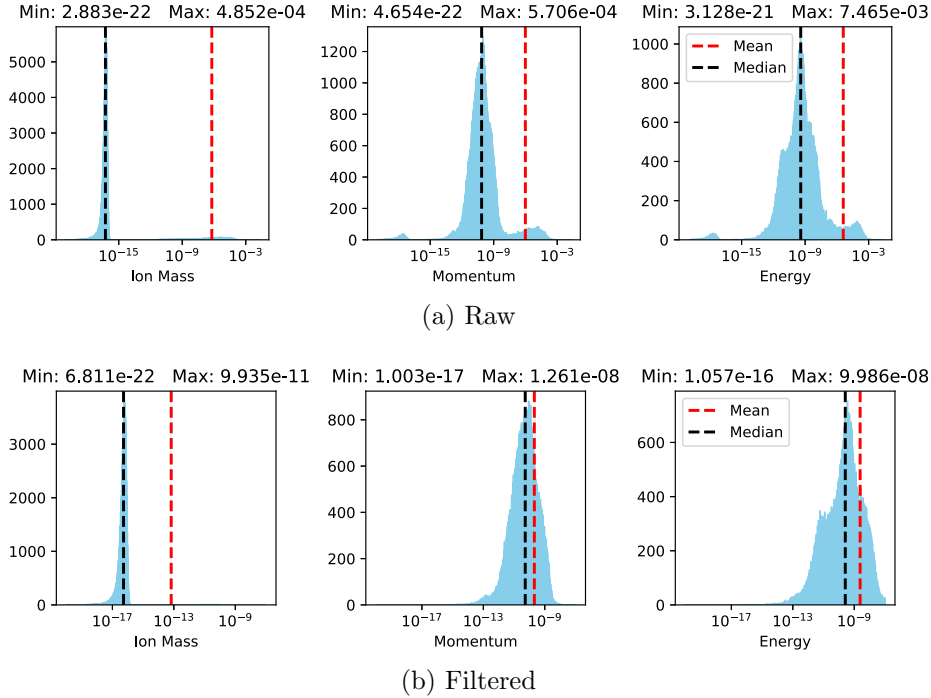 Min: 2.883e-22 Max: 4.852e-04
6000
5000
4000
3000
2000
1000
0
10⁻¹⁵ 10⁻⁹ 10⁻³
Ion Mass
Min: 4.654e-22 Max: 5.706e-04
1200
1000
800
600
400
200
0
10⁻¹⁵ 10⁻⁹ 10⁻³
Momentum
Min: 3.128e-21 Max: 7.465e-03
Mean
Median
1000
800
600
400
200
0
10⁻¹⁵ 10⁻⁹ 10⁻³
Energy
(a) Raw
Min: 6.811e-22 Max: 9.935e-11
3000
2000
1000
0
10⁻¹⁷ 10⁻¹³ 10⁻⁹
Ion Mass
Min: 1.003e-17 Max: 1.261e-08
800
600
400
200
0
10⁻¹⁷ 10⁻¹³ 10⁻⁹
Momentum
Min: 1.057e-16 Max: 9.986e-08
Mean
Median
600
400
200
0
10⁻¹⁷ 10⁻¹³ 10⁻⁹
Energy
(b) Filtered